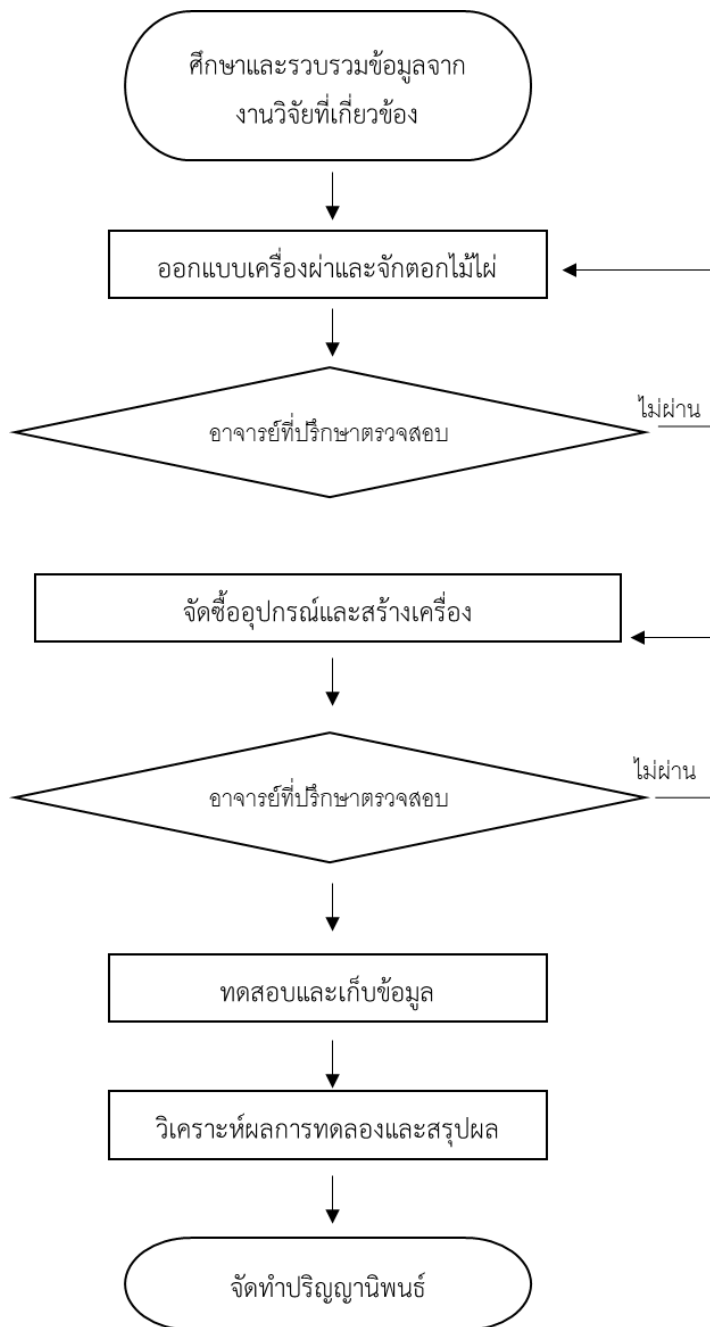 ศึกษาและรวบรวมข้อมูลจาก
งานวิจัยที่เกี่ยวข้อง
ออกแบบเครื่องผ่าและจักตอกไม้ไผ่
ไม่ผ่าน
อาจารย์ที่ปรึกษาตรวจสอบ
จัดซื้ออุปกรณ์และสร้างเครื่อง
ไม่ผ่าน
อาจารย์ที่ปรึกษาตรวจสอบ
ทดสอบและเก็บข้อมูล
วิเคราะห์ผลการทดลองและสรุปผล
จัดทำปริญญานิพนธ์